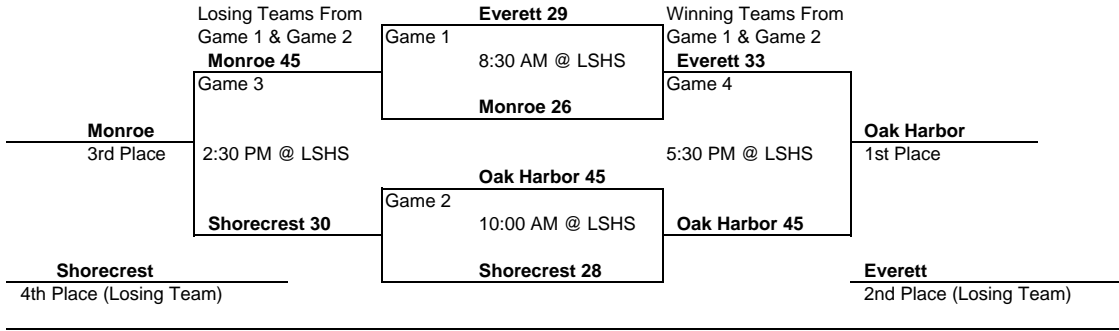 Losing Teams From Everett 29 Winning Teams From
Game 1 & Game 2 Game 1 Game 1 & Game 2
Monroe 45 8:30 AM @ LSHS Everett 33
Game 3 Game 4
Monroe 26
Monroe Oak Harbor
3rd Place 2:30 PM @ LSHS 5:30 PM @ LSHS 1st Place
Oak Harbor 45
Game 2
Shorecrest 30 10:00 AM @ LSHS Oak Harbor 45
Shorecrest Shorecrest 28 Everett
4th Place (Losing Team) 2nd Place (Losing Team)